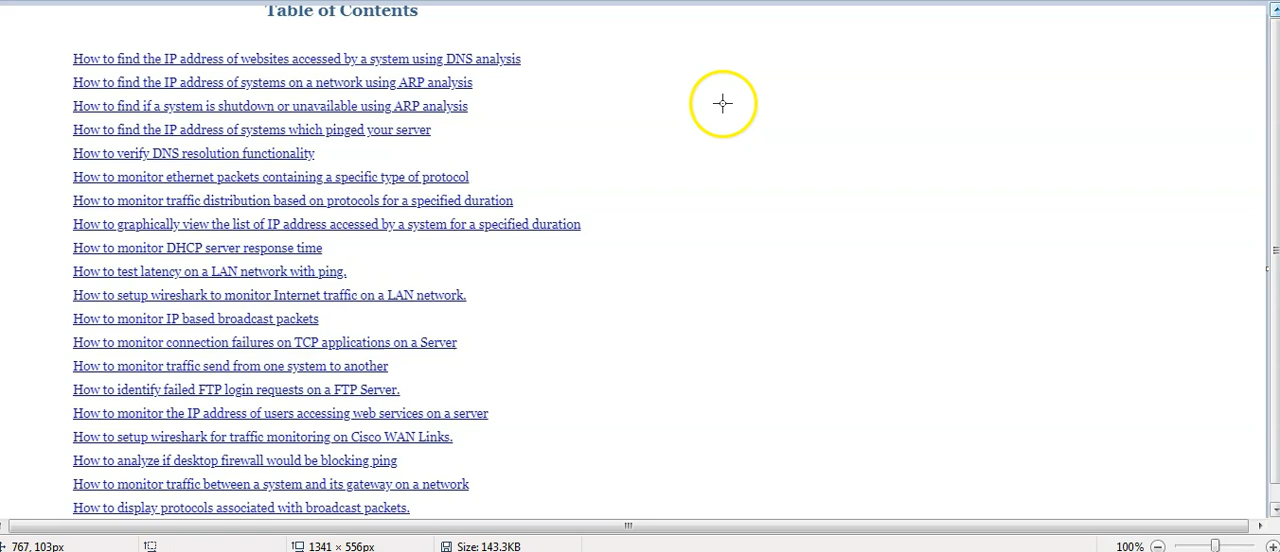 Table of Contents
How to find the IP address of websites accessed by a system using DNS analysis
How to find the IP address of systems on a network using ARP analysis
How to find if a system is shutdown or unavailable using ARP analysis
How to find the IP address of systems which pinged your server
How to verify DNS resolution functionality
How to monitor ethernet packets containing a specific type of protocol
How to monitor traffic distribution based on protocols for a specified duration
How to graphically view the list of IP address accessed by a system for a specified duration
How to monitor DHCP server response time
How to test latency on a LAN network with ping.
How to setup wireshark to monitor Internet traffic on a LAN network.
How to monitor IP based broadcast packets
How to monitor connection failures on TCP applications on a Server
How to monitor traffic send from one system to another
How to identify failed FTP login requests on a FTP Server.
How to monitor the IP address of users accessing web services on a server
How to setup wireshark for traffic monitoring on Cisco WAN Links.
How to analyze if desktop firewall would be blocking ping
How to monitor traffic between a system and its gateway on a network
How to display protocols associated with broadcast packets.
767, 103px 1341 × 556px Size: 143.3KB 100%